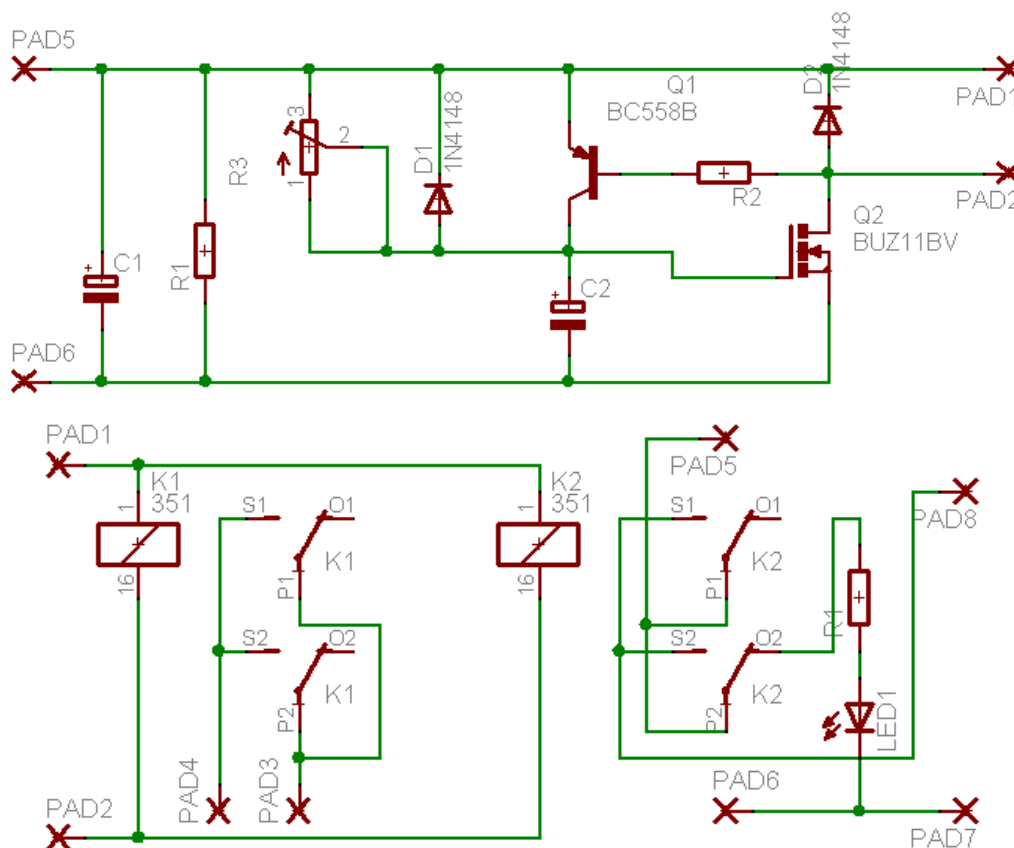 PAD5
PAD1
PAD2
PAD6
C1
+
R1
R3
3
2
1
D1
1N4148
Q1
BC558B
R2
D2
1N4148
Q2
BUZ11BV
C2
+
PAD1
K1
351
1
16
S1
O1
P1
K1
S2
O2
P2
K1
PAD4
PAD3
PAD2
K2
351
1
16
PAD5
S1
O1
P1
K2
S2
O2
P2
K2
PAD8
R1
LED1
PAD6
PAD7